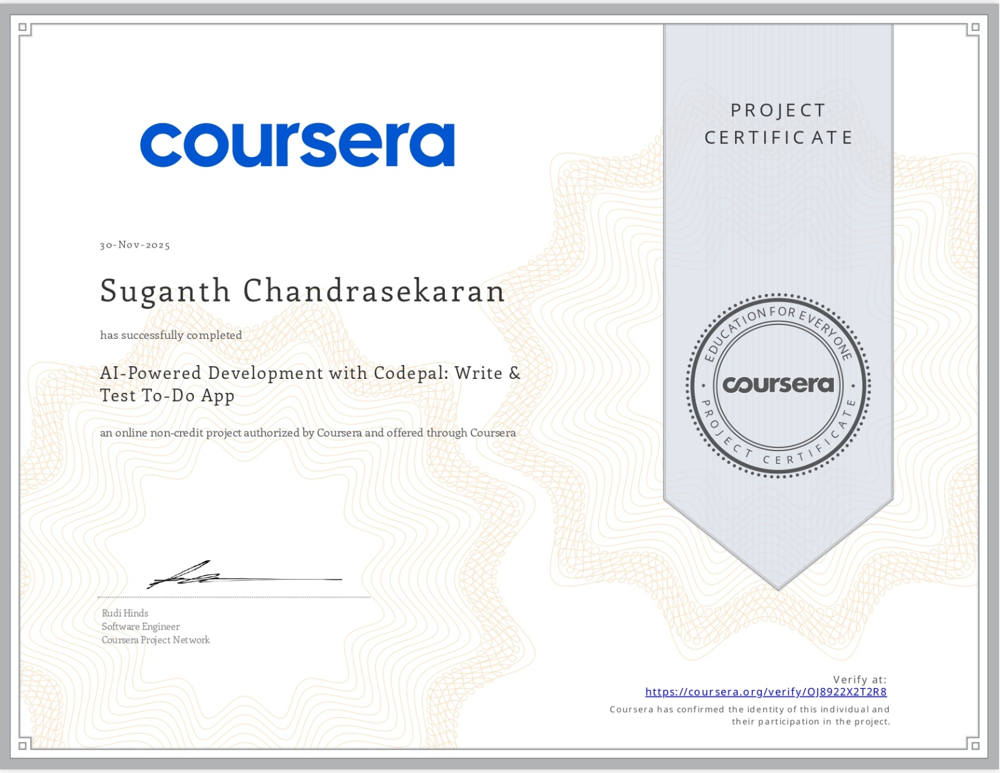 coursera
PROJECT
CERTIFICATE
30-Nov-2025
Suganth Chandrasekaran
has successfully completed
AI-Powered Development with Codepal: Write &
Test To-Do App
an online non-credit project authorized by Coursera and offered through Coursera
EDUCATION FOR EVERYONE
coursera
PROJECT CERTIFICATE
Rudi Hinds
Software Engineer
Coursera Project Network
Verify at:
https://coursera.org/verify/OJ8922X2T2R8
Coursera has confirmed the identity of this individual and
their participation in the project.